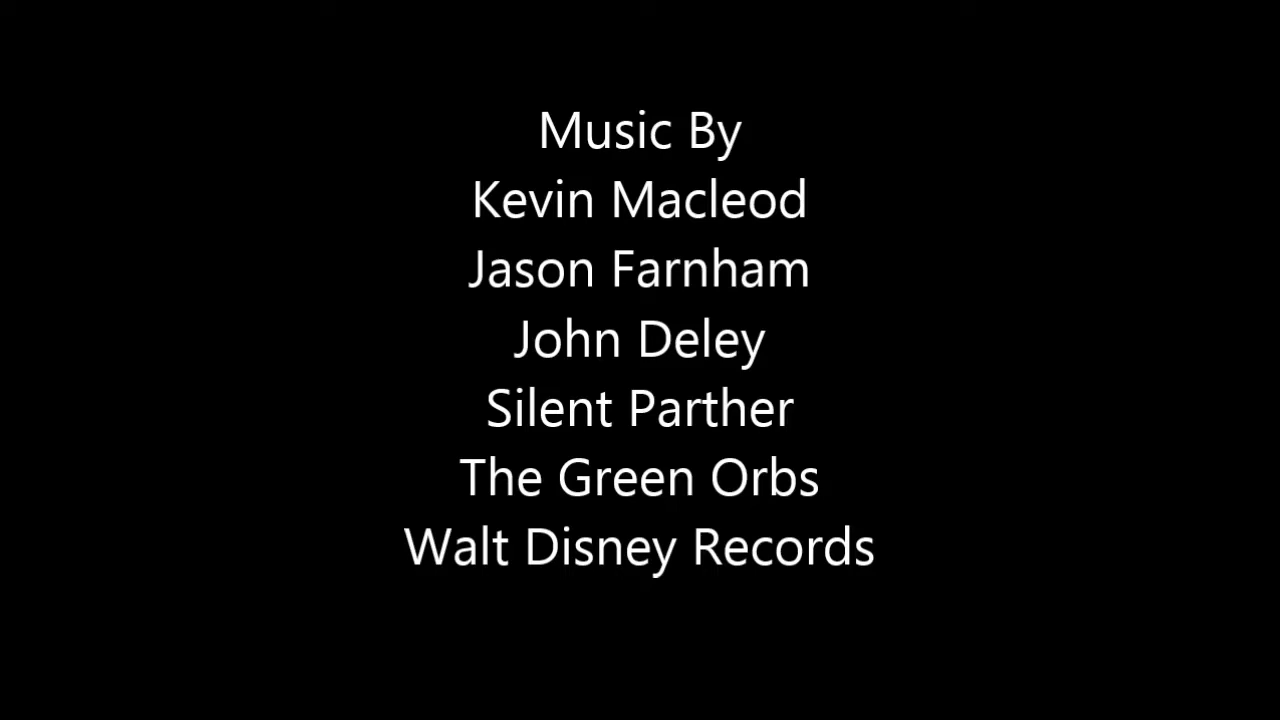 Music By
Kevin Macleod
Jason Farnham
John Deley
Silent Parther
The Green Orbs
Walt Disney Records